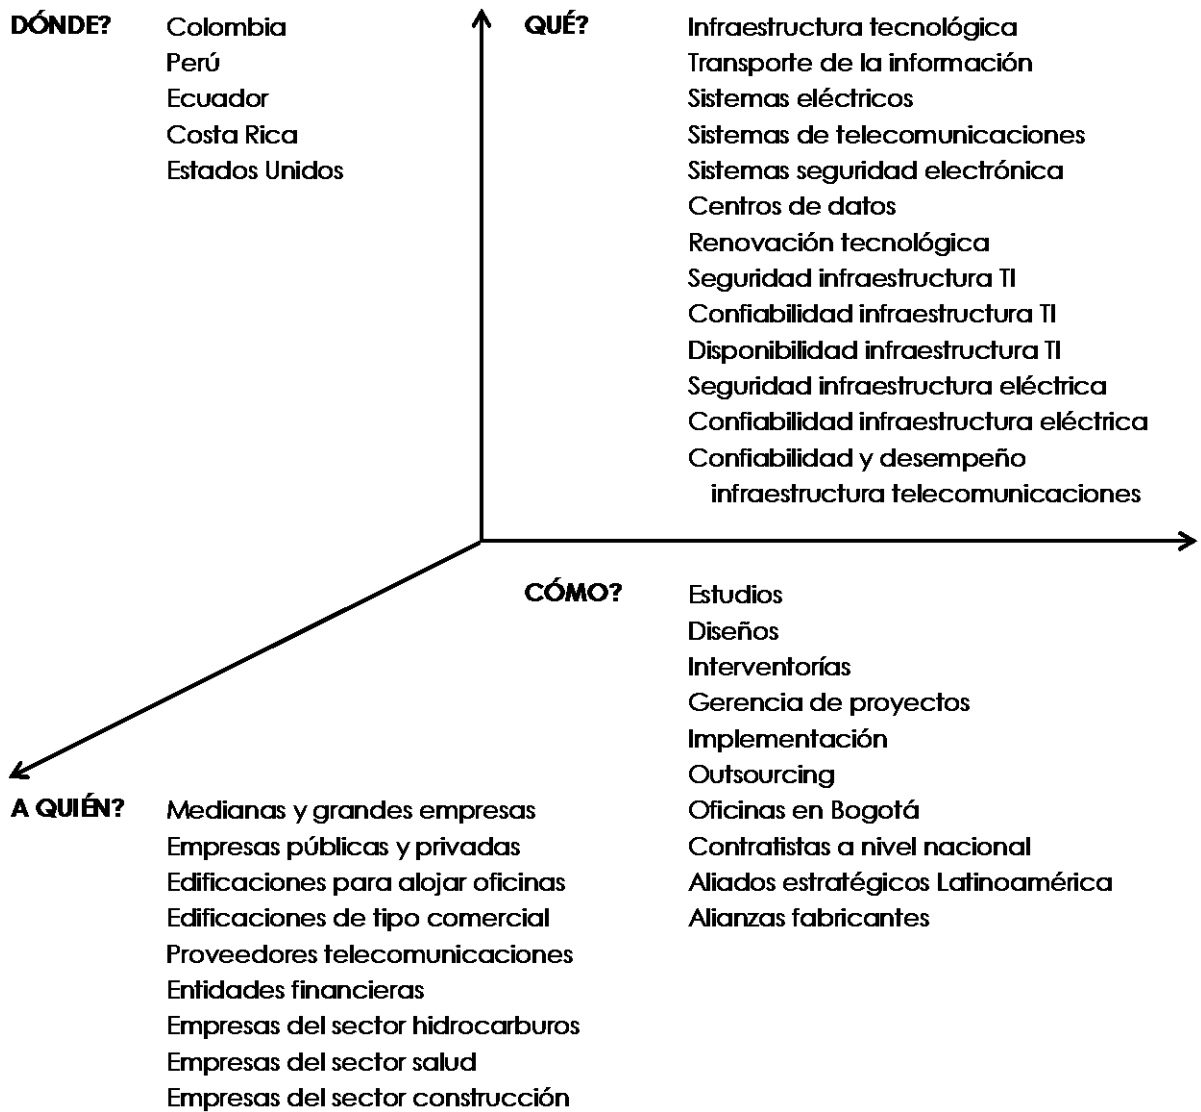 DÓNDE? Colombia
Perú
Ecuador
Costa Rica
Estados Unidos
QUÉ? Infraestructura tecnológica
Transporte de la información
Sistemas eléctricos
Sistemas de telecomunicaciones
Sistemas seguridad electrónica
Centros de datos
Renovación tecnológica
Seguridad infraestructura TI
Confiabilidad infraestructura TI
Disponibilidad infraestructura TI
Seguridad infraestructura eléctrica
Confiabilidad infraestructura eléctrica
Confiabilidad y desempeño
infraestructura telecomunicaciones
CÓMO? Estudios
Diseños
Interventorías
Gerencia de proyectos
Implementación
Outsourcing
Oficinas en Bogotá
Contratistas a nivel nacional
Aliados estratégicos Latinoamérica
Alianzas fabricantes
A QUIÉN? Medianas y grandes empresas
Empresas públicas y privadas
Edificaciones para alojar oficinas
Edificaciones de tipo comercial
Proveedores telecomunicaciones
Entidades financieras
Empresas del sector hidrocarburos
Empresas del sector salud
Empresas del sector construcción